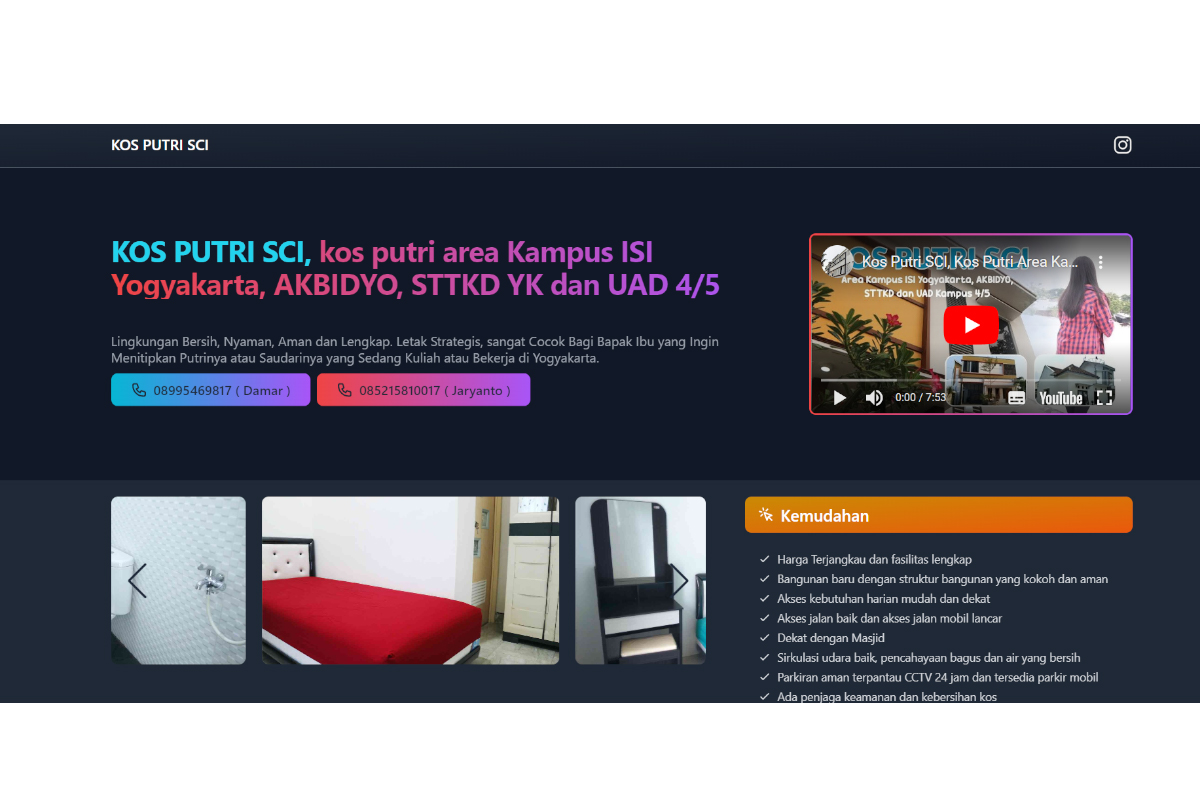 KOS PUTRI SCI
KOS PUTRI SCI, kos putri area Kampus ISI
Yogyakarta, AKBIDYO, STTKD YK dan UAD 4/5
Lingkungan Bersih, Nyaman, Aman dan Lengkap. Letak Strategis, sangat Cocok Bagi Bapak Ibu yang Ingin
Menitipkan Putrinya atau Saudarinya yang Sedang Kuliah atau Bekerja di Yogyakarta.
08995469817 ( Damar )
085215810017 ( Jaryanto )
KOS PUTRI SCI
Kos Putri SCI, Kos Putri Area Ka...
Area Kampus ISI Yogyakarta, AKBIDYO,
STTKD dan UAD Kampus 4/5
0:00 / 7:53
YouTube
Kemudahan
Harga Terjangkau dan fasilitas lengkap
Bangunan baru dengan struktur bangunan yang kokoh dan aman
Akses kebutuhan harian mudah dan dekat
Akses jalan baik dan akses jalan mobil lancar
Dekat dengan Masjid
Sirkulasi udara baik, pencahayaan bagus dan air yang bersih
Parkiran aman terpantau CCTV 24 jam dan tersedia parkir mobil
Ada penjaga keamanan dan kebersihan kos